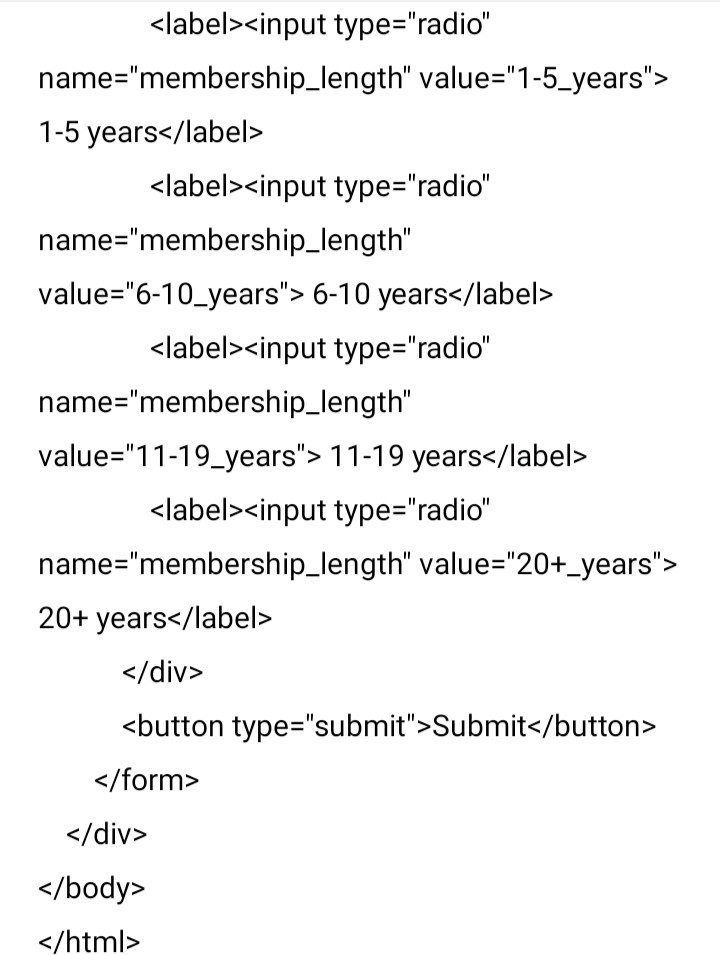 <label><input type="radio"
name="membership_length" value="1-5_years">
1-5 years</label>
<label><input type="radio"
name="membership_length"
value="6-10_years"> 6-10 years</label>
<label><input type="radio"
name="membership_length"
value="11-19_years"> 11-19 years</label>
<label><input type="radio"
name="membership_length" value="20+_years">
20+ years</label>
</div>
<button type="submit">Submit</button>
</form>
</div>
</body>
</html>